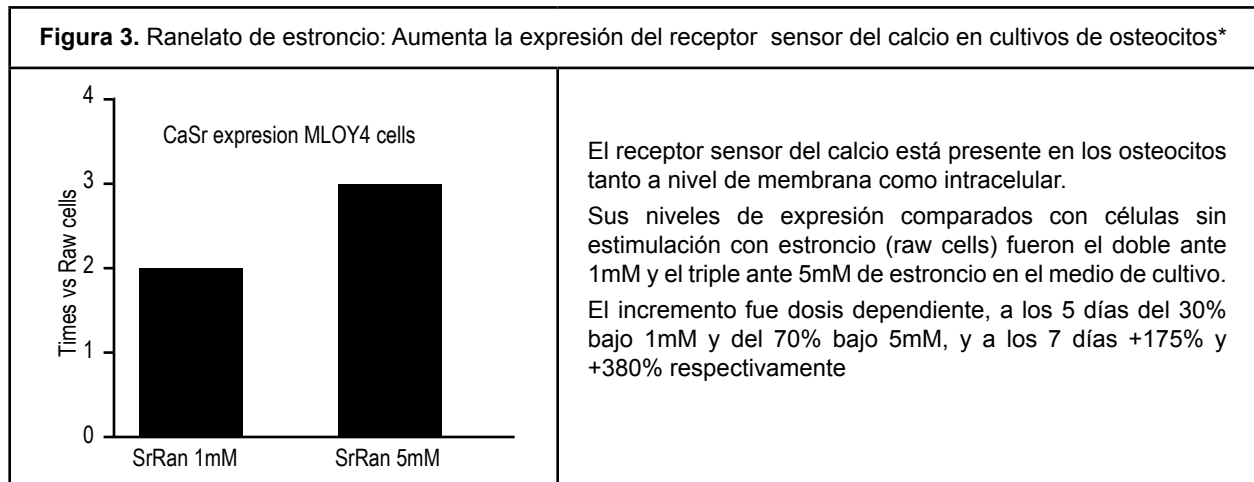 Figura 3. Ranelato de estroncio: Aumenta la expresión del receptor sensor del calcio en cultivos de osteocitos*
4
3
2
1
0
Times vs Raw cells
CaSr expresion MLOY4 cells
SrRan 1mM
SrRan 5mM
El receptor sensor del calcio está presente en los osteocitos
tanto a nivel de membrana como intracelular.
Sus niveles de expresión comparados con células sin
estimulación con estroncio (raw cells) fueron el doble ante
1mM y el triple ante 5mM de estroncio en el medio de cultivo.
El incremento fue dosis dependiente, a los 5 días del 30%
bajo 1mM y del 70% bajo 5mM, y a los 7 días +175% y
+380% respectivamente